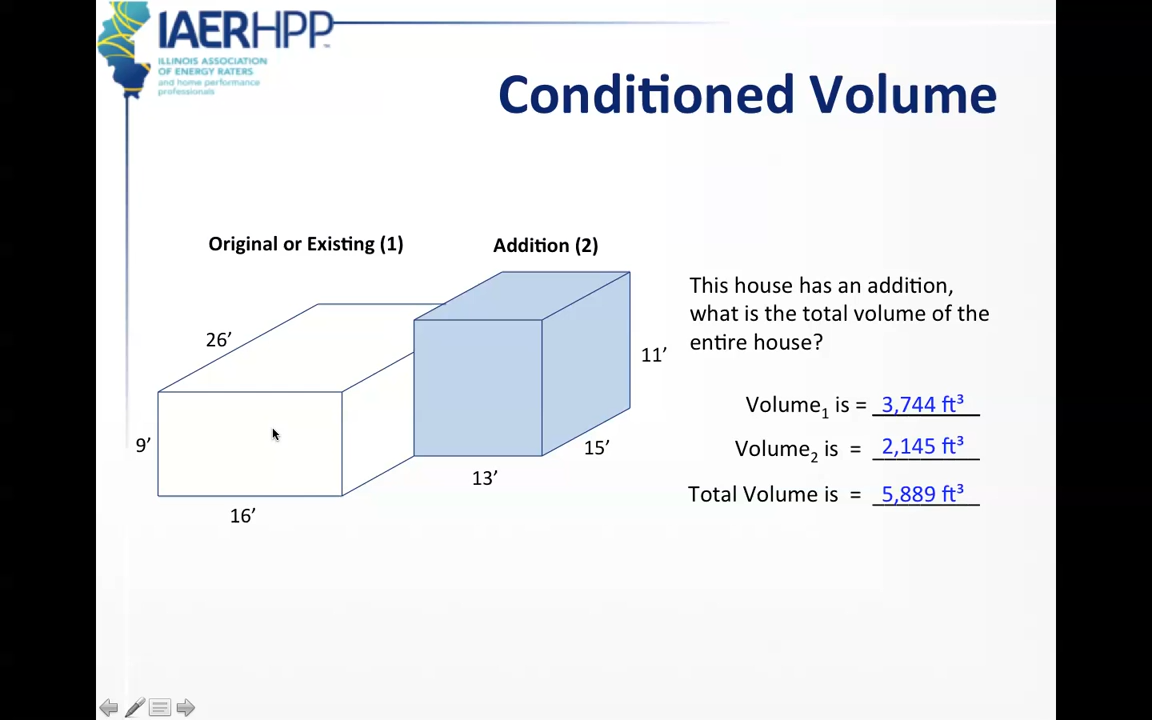 IAERHPP™
ILLINOIS ASSOCIATION
OF ENERGY RATERS
and home performance
professionals
Conditioned Volume
Original or Existing (1)
Addition (2)
This house has an addition,
what is the total volume of the
entire house?
26’
11’
9’
15’
13’
16’
Volume₁ is = 3,744 ft³
Volume₂ is = 2,145 ft³
Total Volume is = 5,889 ft³